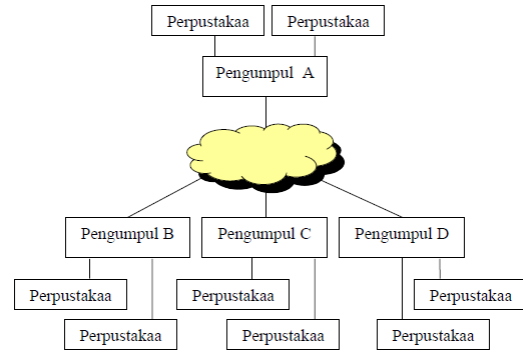 Perpustakaa
Perpustakaa
Pengumpul A
Pengumpul B
Pengumpul C
Pengumpul D
Perpustakaa
Perpustakaa
Perpustakaa
Perpustakaa
Perpustakaa
Perpustakaa